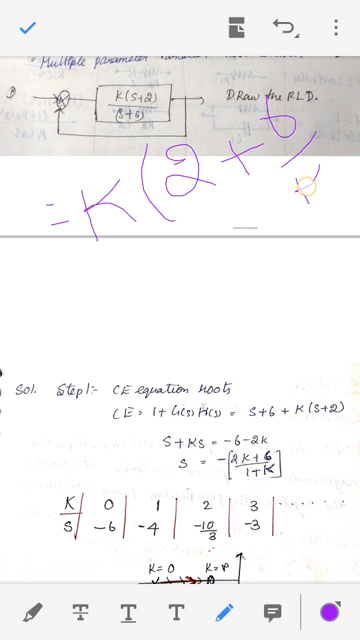 • Multiple parameter
K(S+2)
(S+6)
Draw the RLD.
= K(2 + 6
K
Sol. Step 1:- CE equation roots
CE = 1 + G(s) H(s) = S+6 + K(S+2)
S + KS = -6-2K
S = -[2K+6 / 1+K]
K | 0 | 1 | 2 | 3 | ......
S | -6 | -4 | -10/3 | -3 |
K=0 K=P